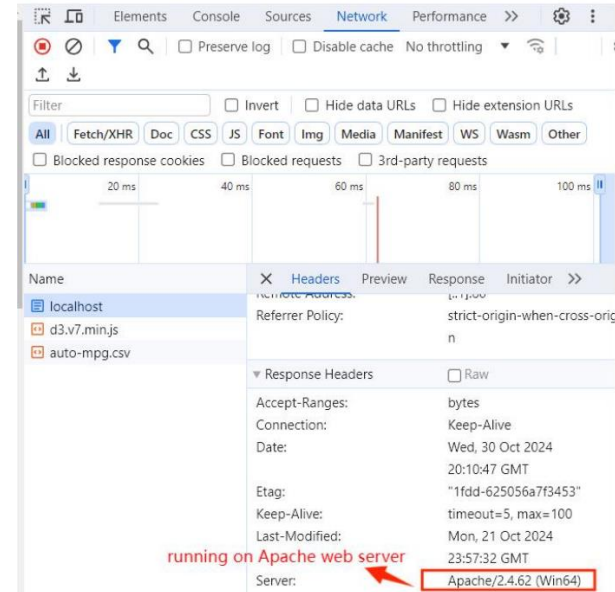 Elements Console Sources Network Performance
Preserve log Disable cache No throttling
Filter Invert Hide data URLs Hide extension URLs
All Fetch/XHR Doc CSS JS Font Img Media Manifest WS Wasm Other
Blocked response cookies Blocked requests 3rd-party requests
20 ms 40 ms 60 ms 80 ms 100 ms
Name Headers Preview Response Initiator
localhost
d3.v7.min.js
auto-mpg.csv
Remote Address: [::1]:80
Referrer Policy: strict-origin-when-cross-origi
n
Response Headers Raw
Accept-Ranges: bytes
Connection: Keep-Alive
Date: Wed, 30 Oct 2024
20:10:47 GMT
Etag: "1fdd-625056a7f3453"
Keep-Alive: timeout=5, max=100
Last-Modified: Mon, 21 Oct 2024
23:57:32 GMT
running on Apache web server
Server: Apache/2.4.62 (Win64)